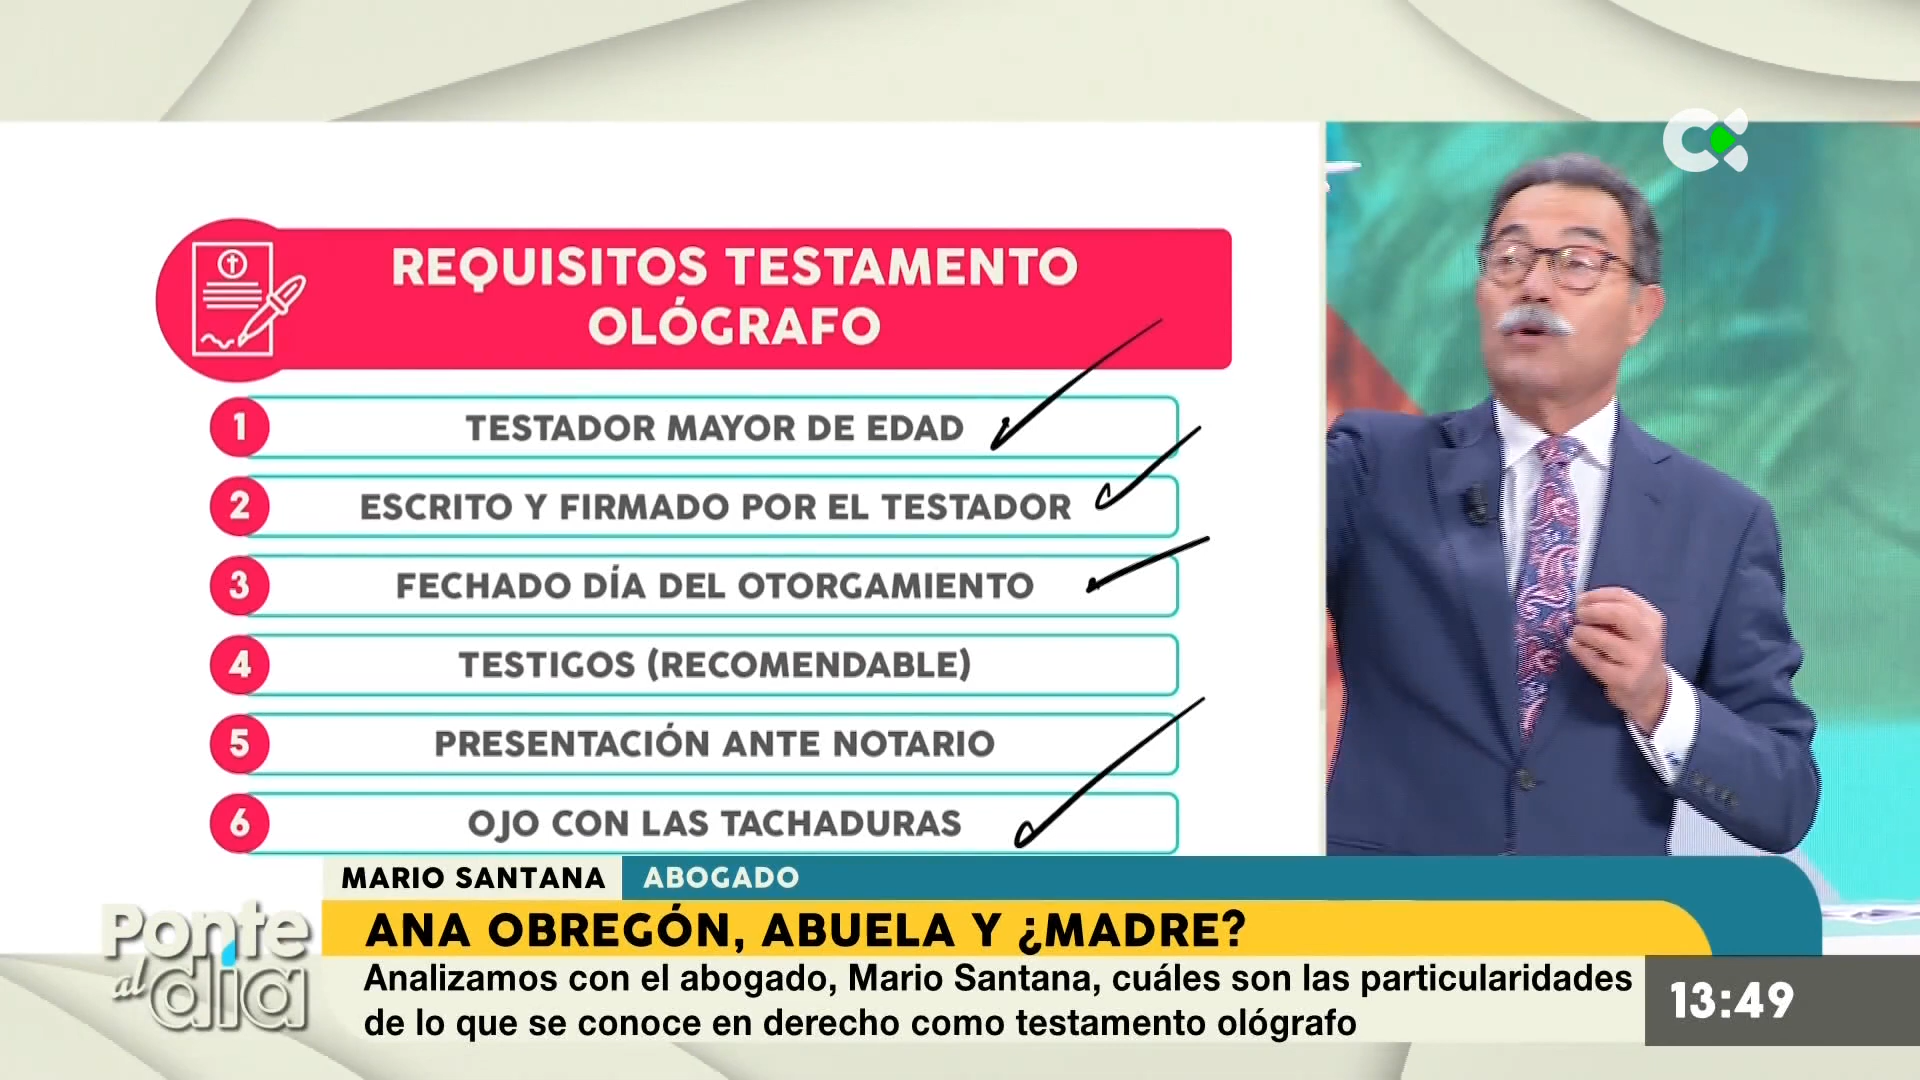 REQUISITOS TESTAMENTO
OLÓGRAFO
1 TESTADOR MAYOR DE EDAD
2 ESCRITO Y FIRMADO POR EL TESTADOR
3 FECHADO DÍA DEL OTORGAMIENTO
4 TESTIGOS (RECOMENDABLE)
5 PRESENTACIÓN ANTE NOTARIO
6 OJO CON LAS TACHADURAS
MARIO SANTANA ABOGADO
ANA OBREGÓN, ABUELA Y ¿MADRE?
Ponte
al día
Analizamos con el abogado, Mario Santana, cuáles son las particularidades
de lo que se conoce en derecho como testamento ológrafo
13:49